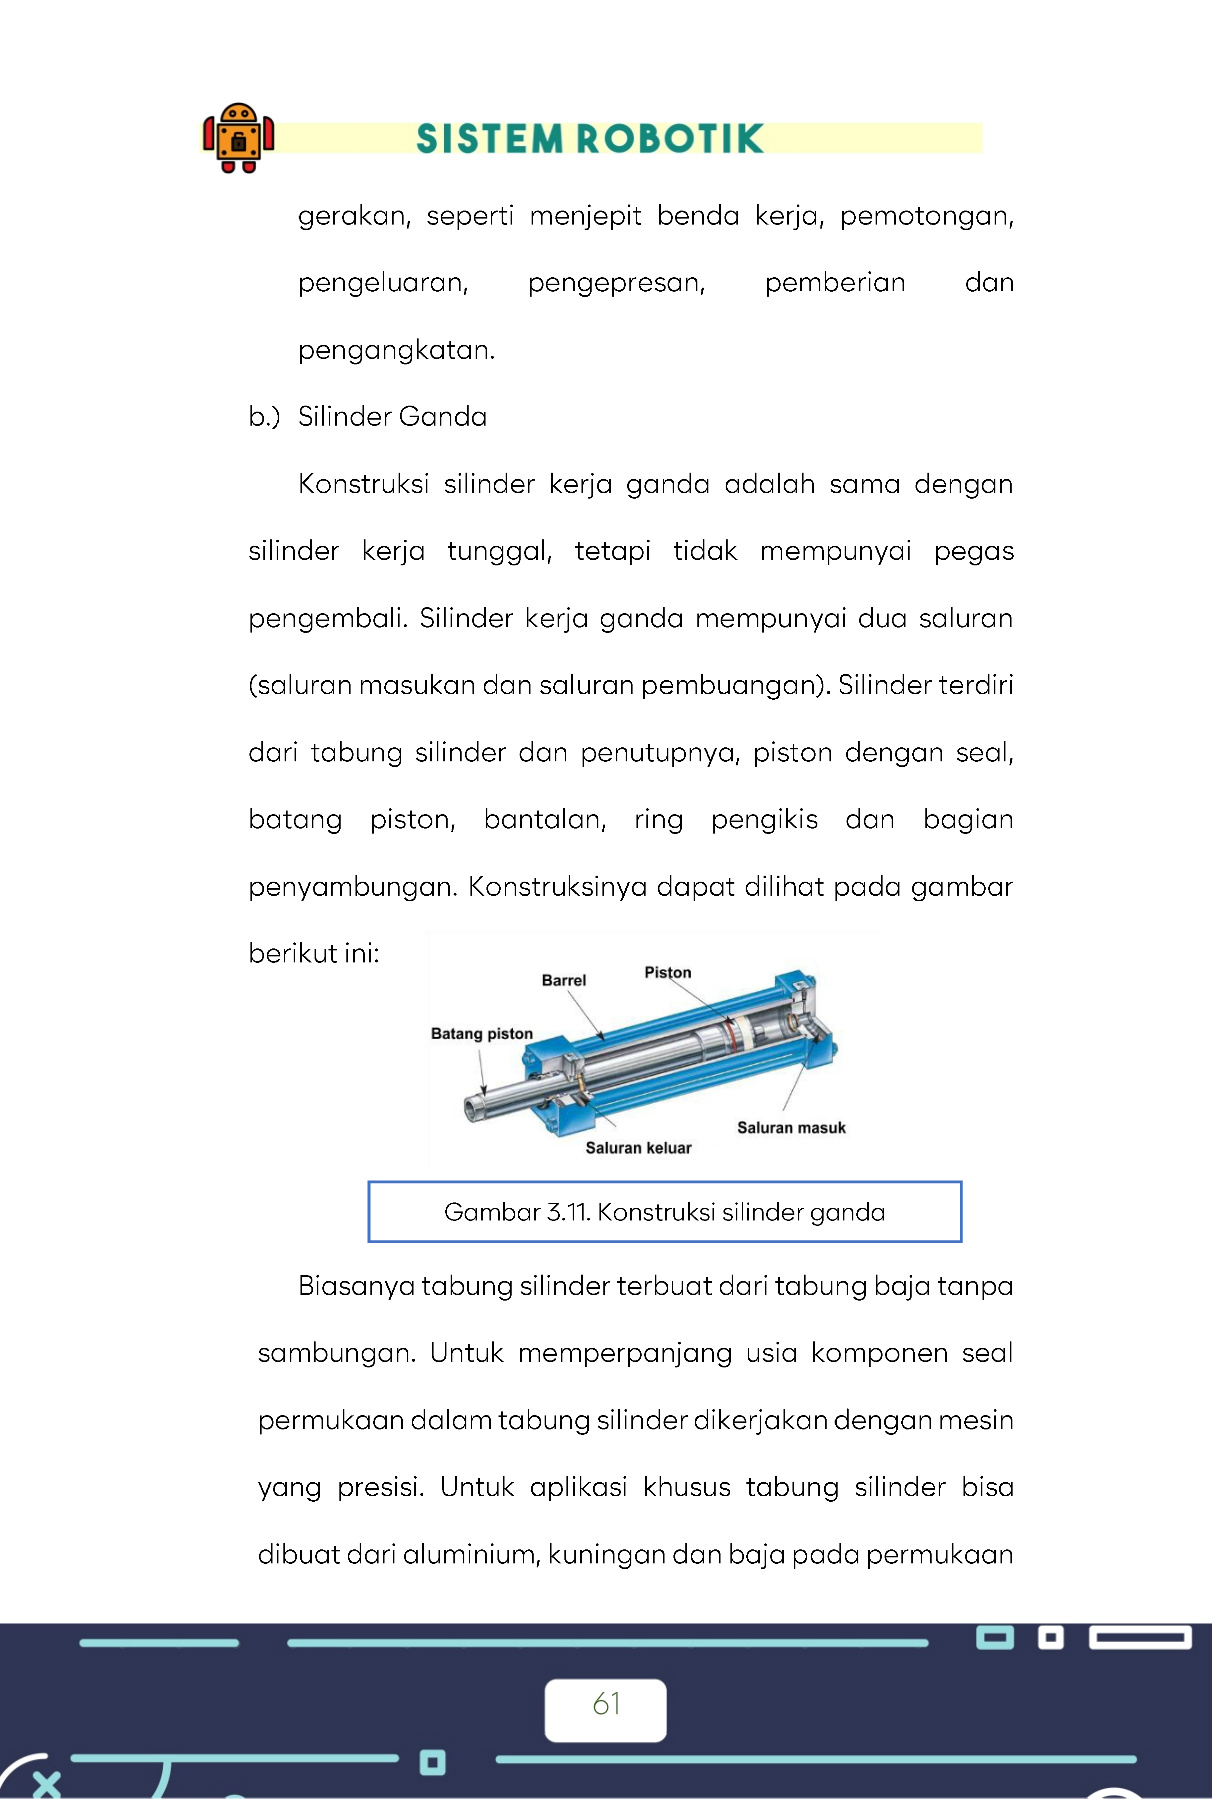 SISTEM ROBOTIK
gerakan, seperti menjepit benda kerja, pemotongan,
pengeluaran, pengepresan, pemberian dan
pengangkatan.
b.) Silinder Ganda
Konstruksi silinder kerja ganda adalah sama dengan
silinder kerja tunggal, tetapi tidak mempunyai pegas
pengembali. Silinder kerja ganda mempunyai dua saluran
(saluran masukan dan saluran pembuangan). Silinder terdiri
dari tabung silinder dan penutupnya, piston dengan seal,
batang piston, bantalan, ring pengikis dan bagian
penyambungan. Konstruksinya dapat dilihat pada gambar
berikut ini:
Barrel
Piston
Batang piston
Saluran masuk
Saluran keluar
Gambar 3.11. Konstruksi silinder ganda
Biasanya tabung silinder terbuat dari tabung baja tanpa
sambungan. Untuk memperpanjang usia komponen seal
permukaan dalam tabung silinder dikerjakan dengan mesin
yang presisi. Untuk aplikasi khusus tabung silinder bisa
dibuat dari aluminium, kuningan dan baja pada permukaan
61